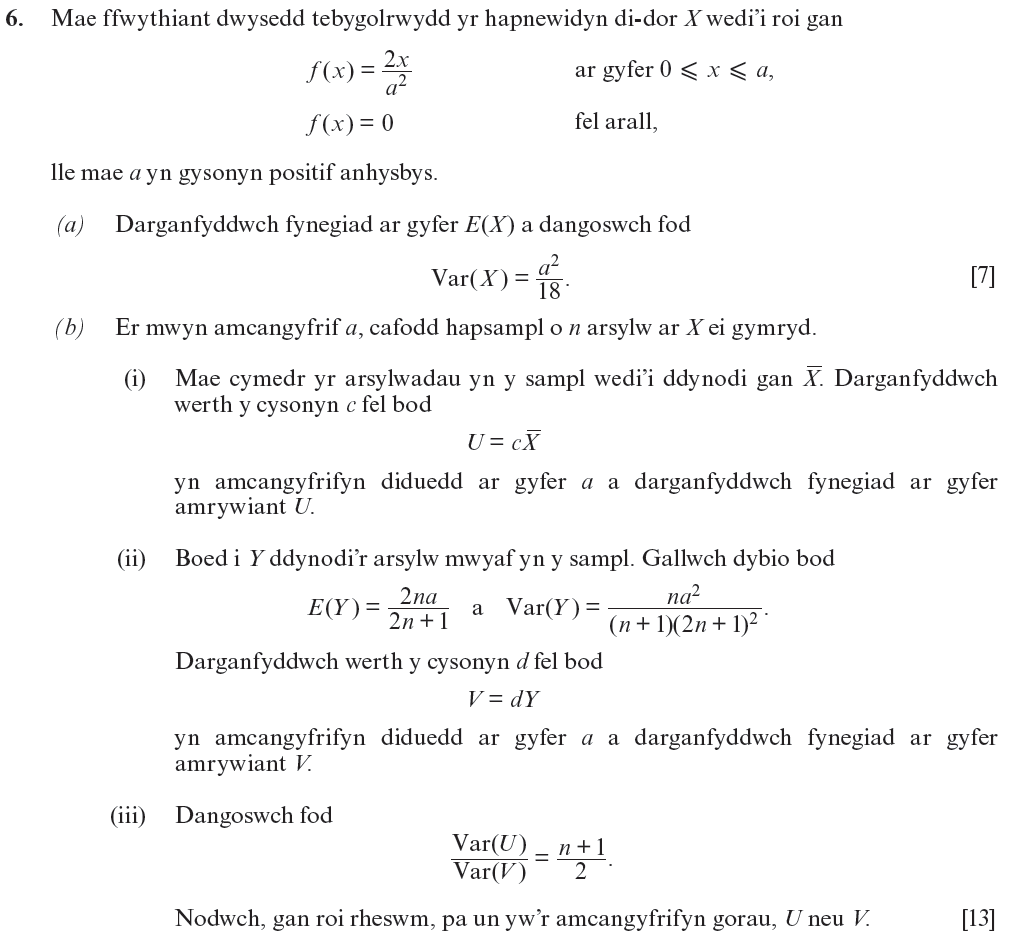 6. Mae ffwythiant dwysedd tebygolrwydd yr hapnewidyn di-dor X wedi'i roi gan
f(x) = 2x/a² ar gyfer 0 ⩽ x ⩽ a,
f(x) = 0 fel arall,
lle mae a yn gysonyn positif anhysbys.
(a) Darganfyddwch fynegiad ar gyfer E(X) a dangoswch fod
Var(X) = a²/18. [7]
(b) Er mwyn amcangyfrif a, cafodd hapsampl o n arsylw ar X ei gymryd.
(i) Mae cymedr yr arsylwadau yn y sampl wedi'i ddynodi gan X̅. Darganfyddwch
werth y cysonyn c fel bod
U = cX̅
yn amcangyfrifyn diduedd ar gyfer a a darganfyddwch fynegiad ar gyfer
amrywiant U.
(ii) Boed i Y ddynodi'r arsylw mwyaf yn y sampl. Gallwch dybio bod
E(Y) = 2na/(2n + 1) a Var(Y) = na²/((n + 1)(2n + 1)²).
Darganfyddwch werth y cysonyn d fel bod
V = dY
yn amcangyfrifyn diduedd ar gyfer a a darganfyddwch fynegiad ar gyfer
amrywiant V.
(iii) Dangoswch fod
Var(U)/Var(V) = (n + 1)/2.
Nodwch, gan roi rheswm, pa un yw'r amcangyfrifyn gorau, U neu V. [13]